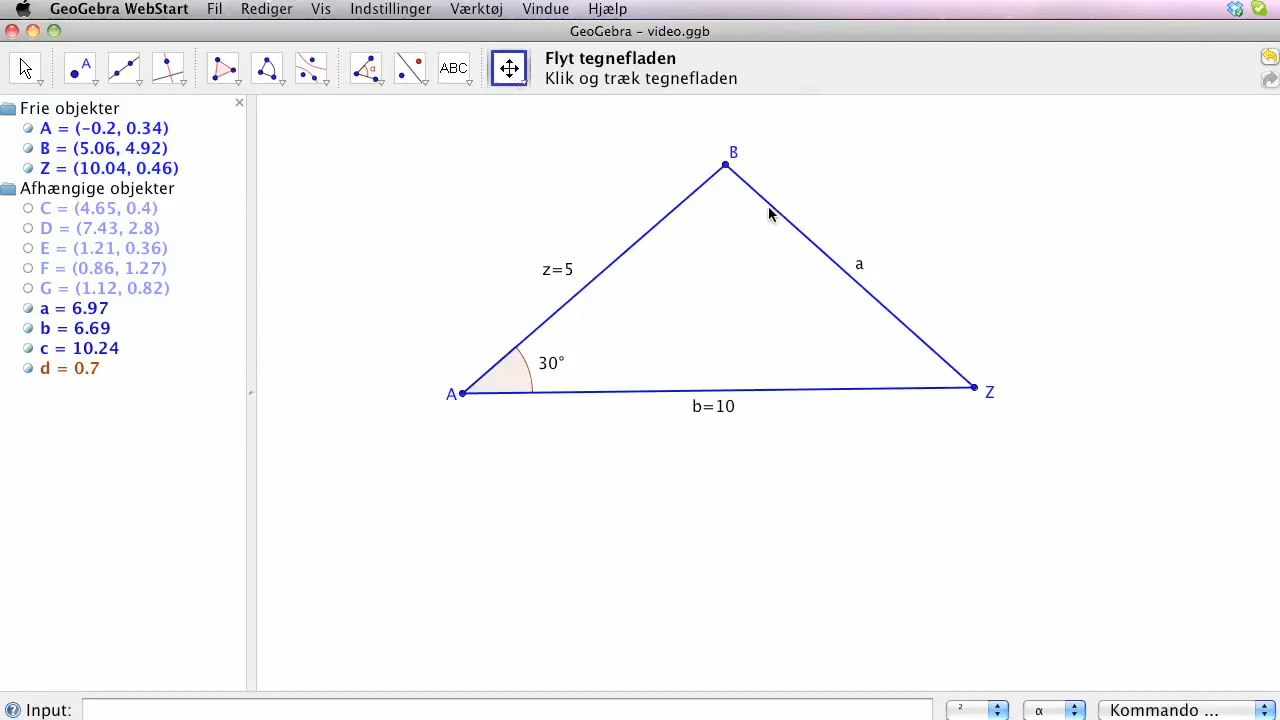 GeoGebra WebStart Fil Rediger Vis Indstillinger Værktøj Vindue Hjælp
GeoGebra - video.ggb
A
α
ABC
Flyt tegnefladen
Klik og træk tegnefladen
Frie objekter
A = (-0.2, 0.34)
B = (5.06, 4.92)
Z = (10.04, 0.46)
Afhængige objekter
C = (4.65, 0.4)
D = (7.43, 2.8)
E = (1.21, 0.36)
F = (0.86, 1.27)
G = (1.12, 0.82)
a = 6.97
b = 6.69
c = 10.24
d = 0.7
B
z=5
a
30°
A
Z
b=10
Input:
²
α
Kommando ...